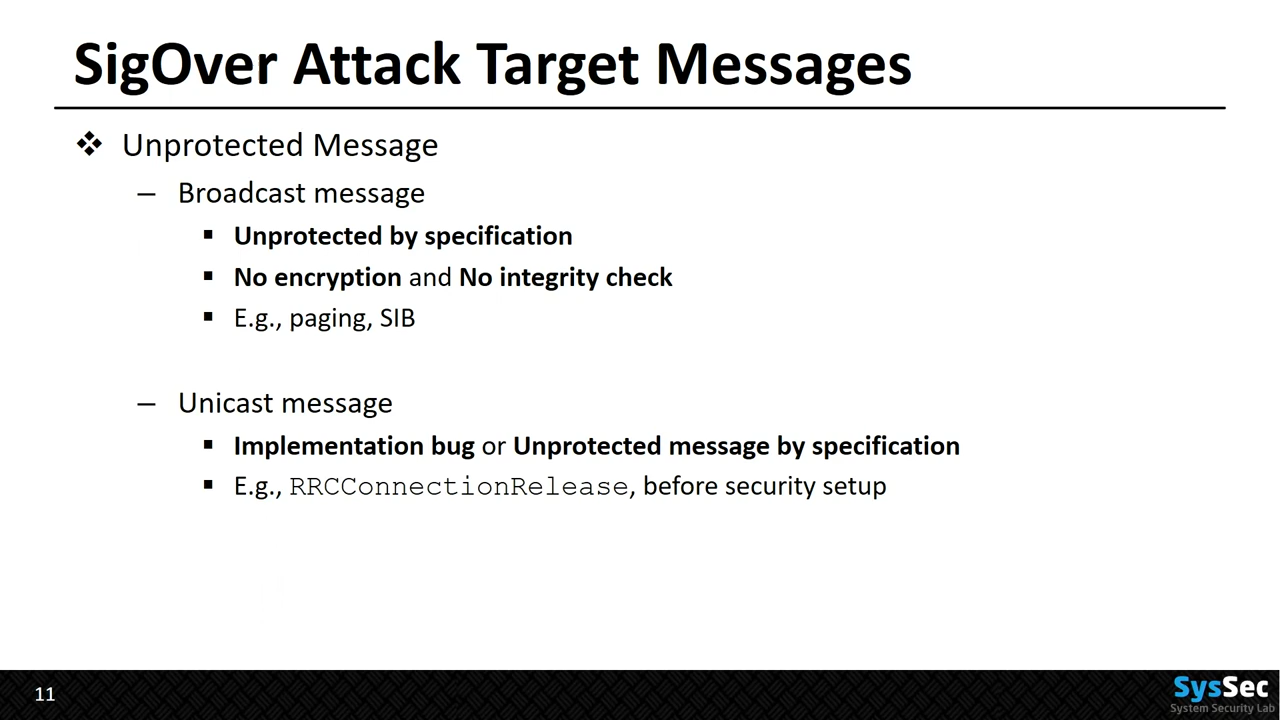 SigOver Attack Target Messages
❖ Unprotected Message
– Broadcast message
▪ Unprotected by specification
▪ No encryption and No integrity check
▪ E.g., paging, SIB
– Unicast message
▪ Implementation bug or Unprotected message by specification
▪ E.g., RRCConnectionRelease, before security setup
11
SysSec
System Security Lab